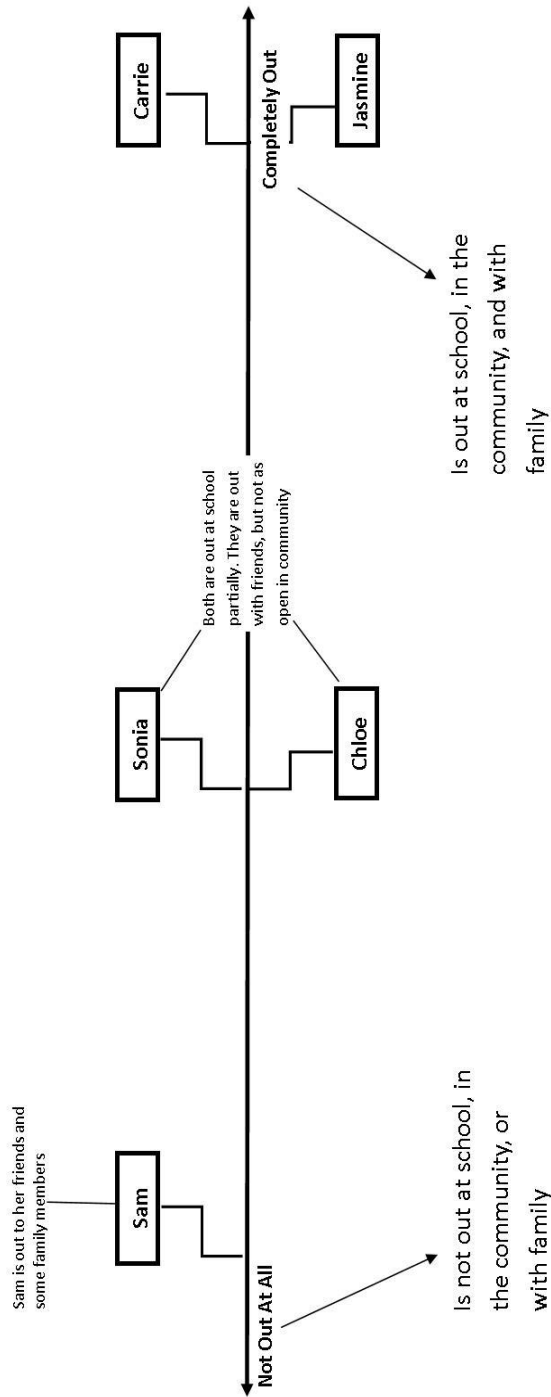 Sam is out to her friends and
some family members
Sam
Sonia
Carrie
Both are out at school
partially. They are out
with friends, but not as
open in community
Not Out At All
Completely Out
Chloe
Jasmine
Is not out at school, in
the community, or
with family
Is out at school, in the
community, and with
family